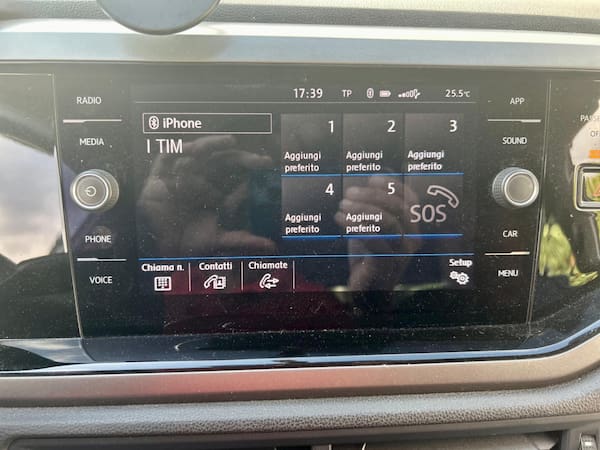 RADIO
MEDIA
PHONE
VOICE
17:39 TP 25.5°C
iPhone
I TIM
1
Aggiungi
preferito
2
Aggiungi
preferito
3
Aggiungi
preferito
4
Aggiungi
preferito
5
Aggiungi
preferito
SOS
Chiama n.
Contatti
Chiamate
Setup
APP
SOUND
CAR
MENU